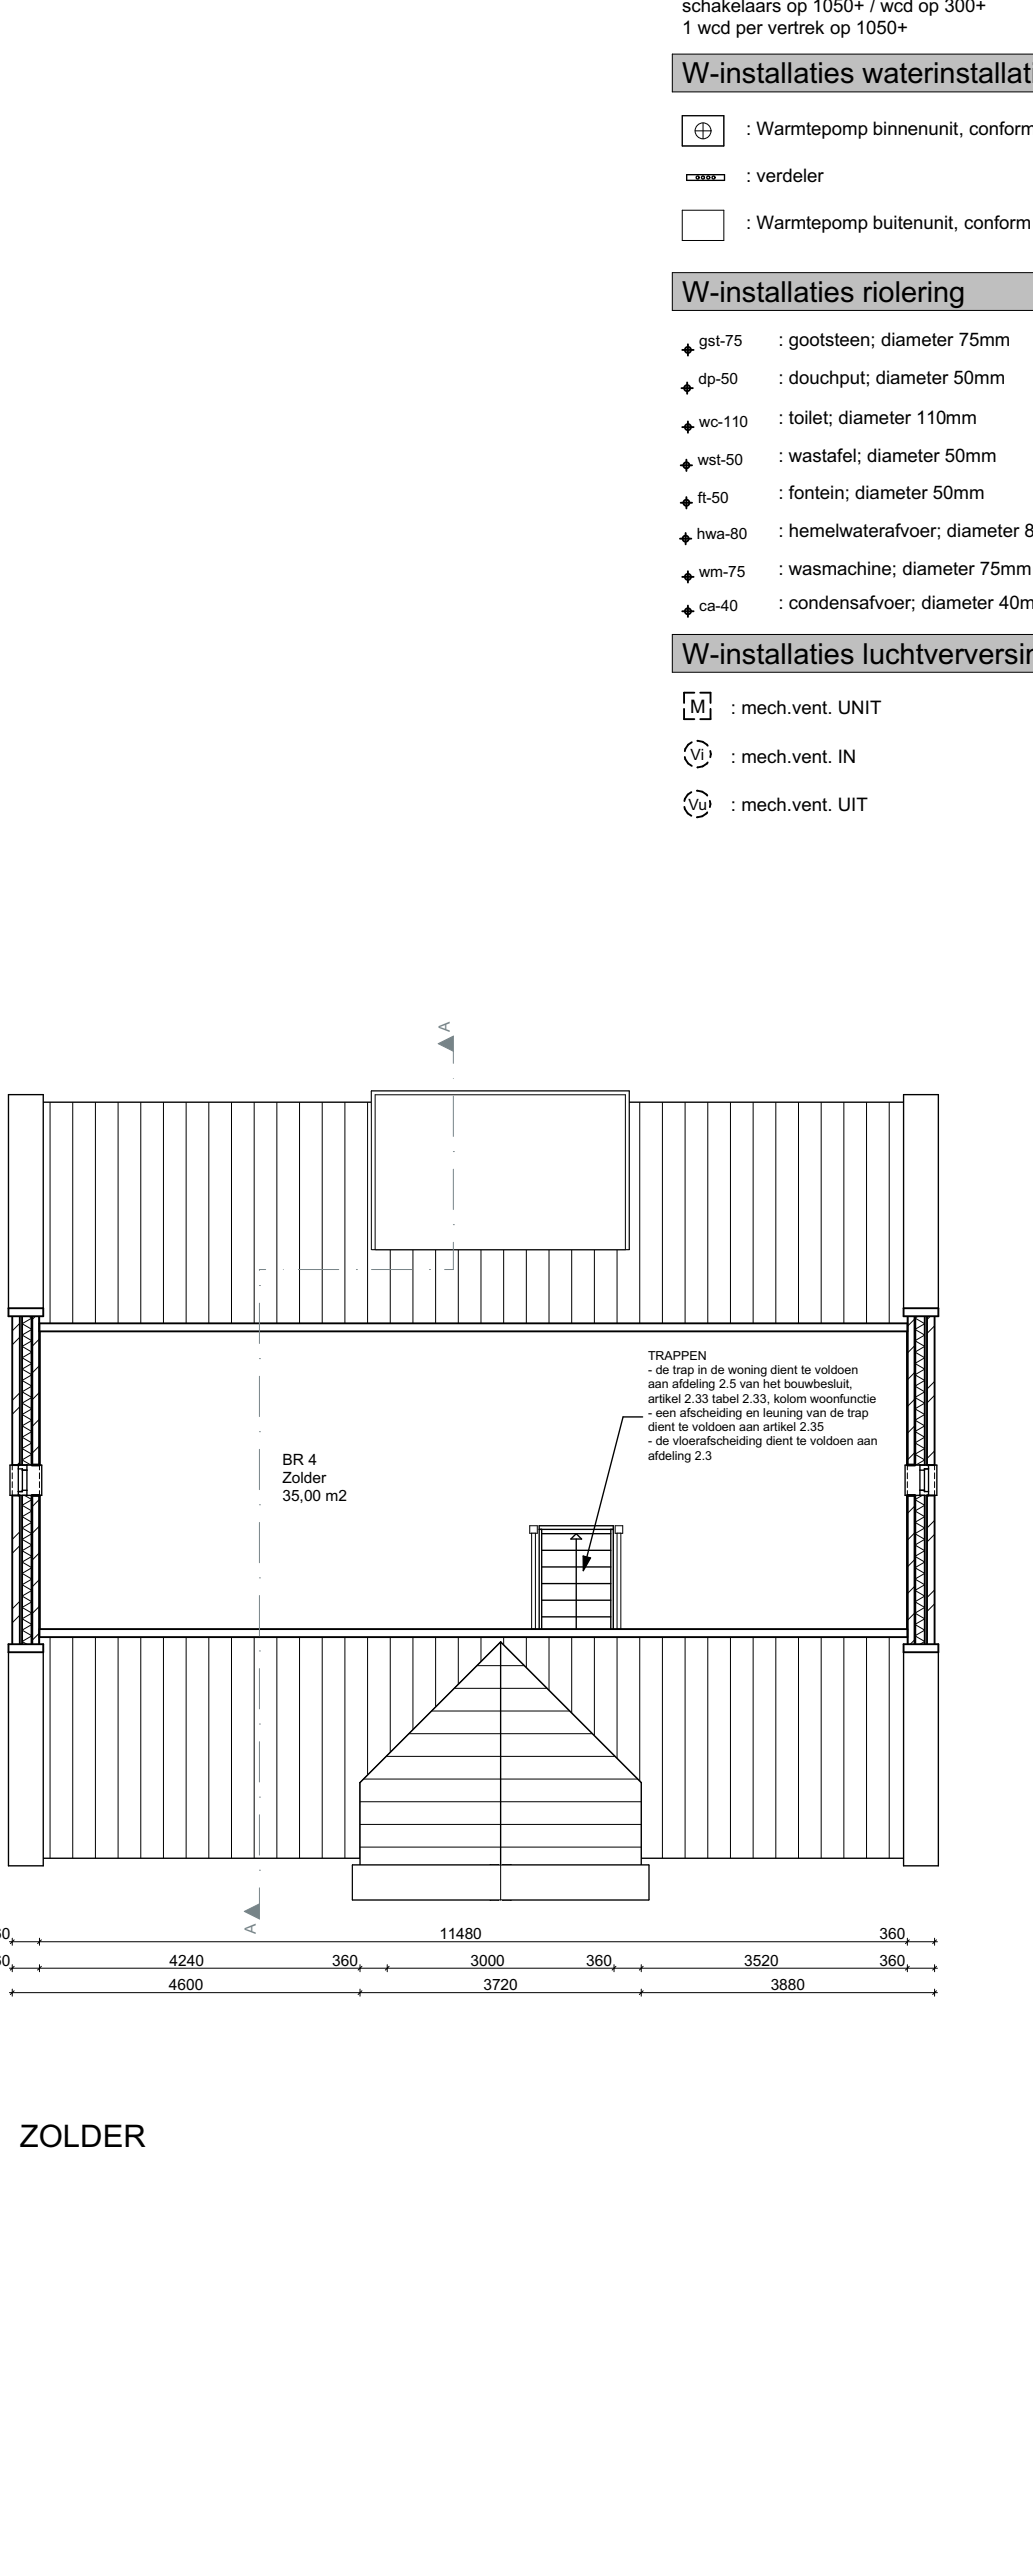 schakelaars op 1050+ / wcd op 300+
1 wcd per vertrek op 1050+
W-installaties waterinstallati
: Warmtepomp binnenunit, conform
: verdeler
: Warmtepomp buitenunit, conform
W-installaties riolering
gst-75 : gootsteen; diameter 75mm
dp-50 : douchput; diameter 50mm
wc-110 : toilet; diameter 110mm
wst-50 : wastafel; diameter 50mm
ft-50 : fontein; diameter 50mm
hwa-80 : hemelwaterafvoer; diameter 8
wm-75 : wasmachine; diameter 75mm
ca-40 : condensafvoer; diameter 40m
W-installaties luchtverversin
M : mech.vent. UNIT
Vi : mech.vent. IN
Vu : mech.vent. UIT
A
TRAPPEN
- de trap in de woning dient te voldoen
aan afdeling 2.5 van het bouwbesluit,
artikel 2.33 tabel 2.33, kolom woonfunctie
- een afscheiding en leuning van de trap
dient te voldoen aan artikel 2.35
- de vloerafscheiding dient te voldoen aan
afdeling 2.3
BR 4
Zolder
35,00 m2
A
11480 360
4240 360 3000 360 3520 360
4600 3720 3880
ZOLDER